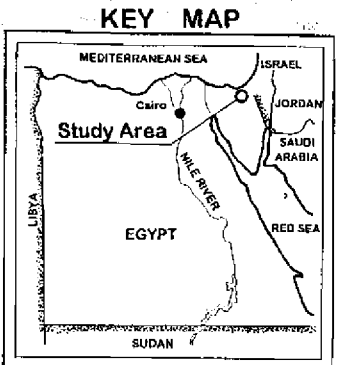 KEY MAP
MEDITERRANEAN SEA
ISRAEL
Cairo
JORDAN
Study Area
SAUDI
ARABIA
NILE RIVER
LIBYA
RED SEA
EGYPT
SUDAN